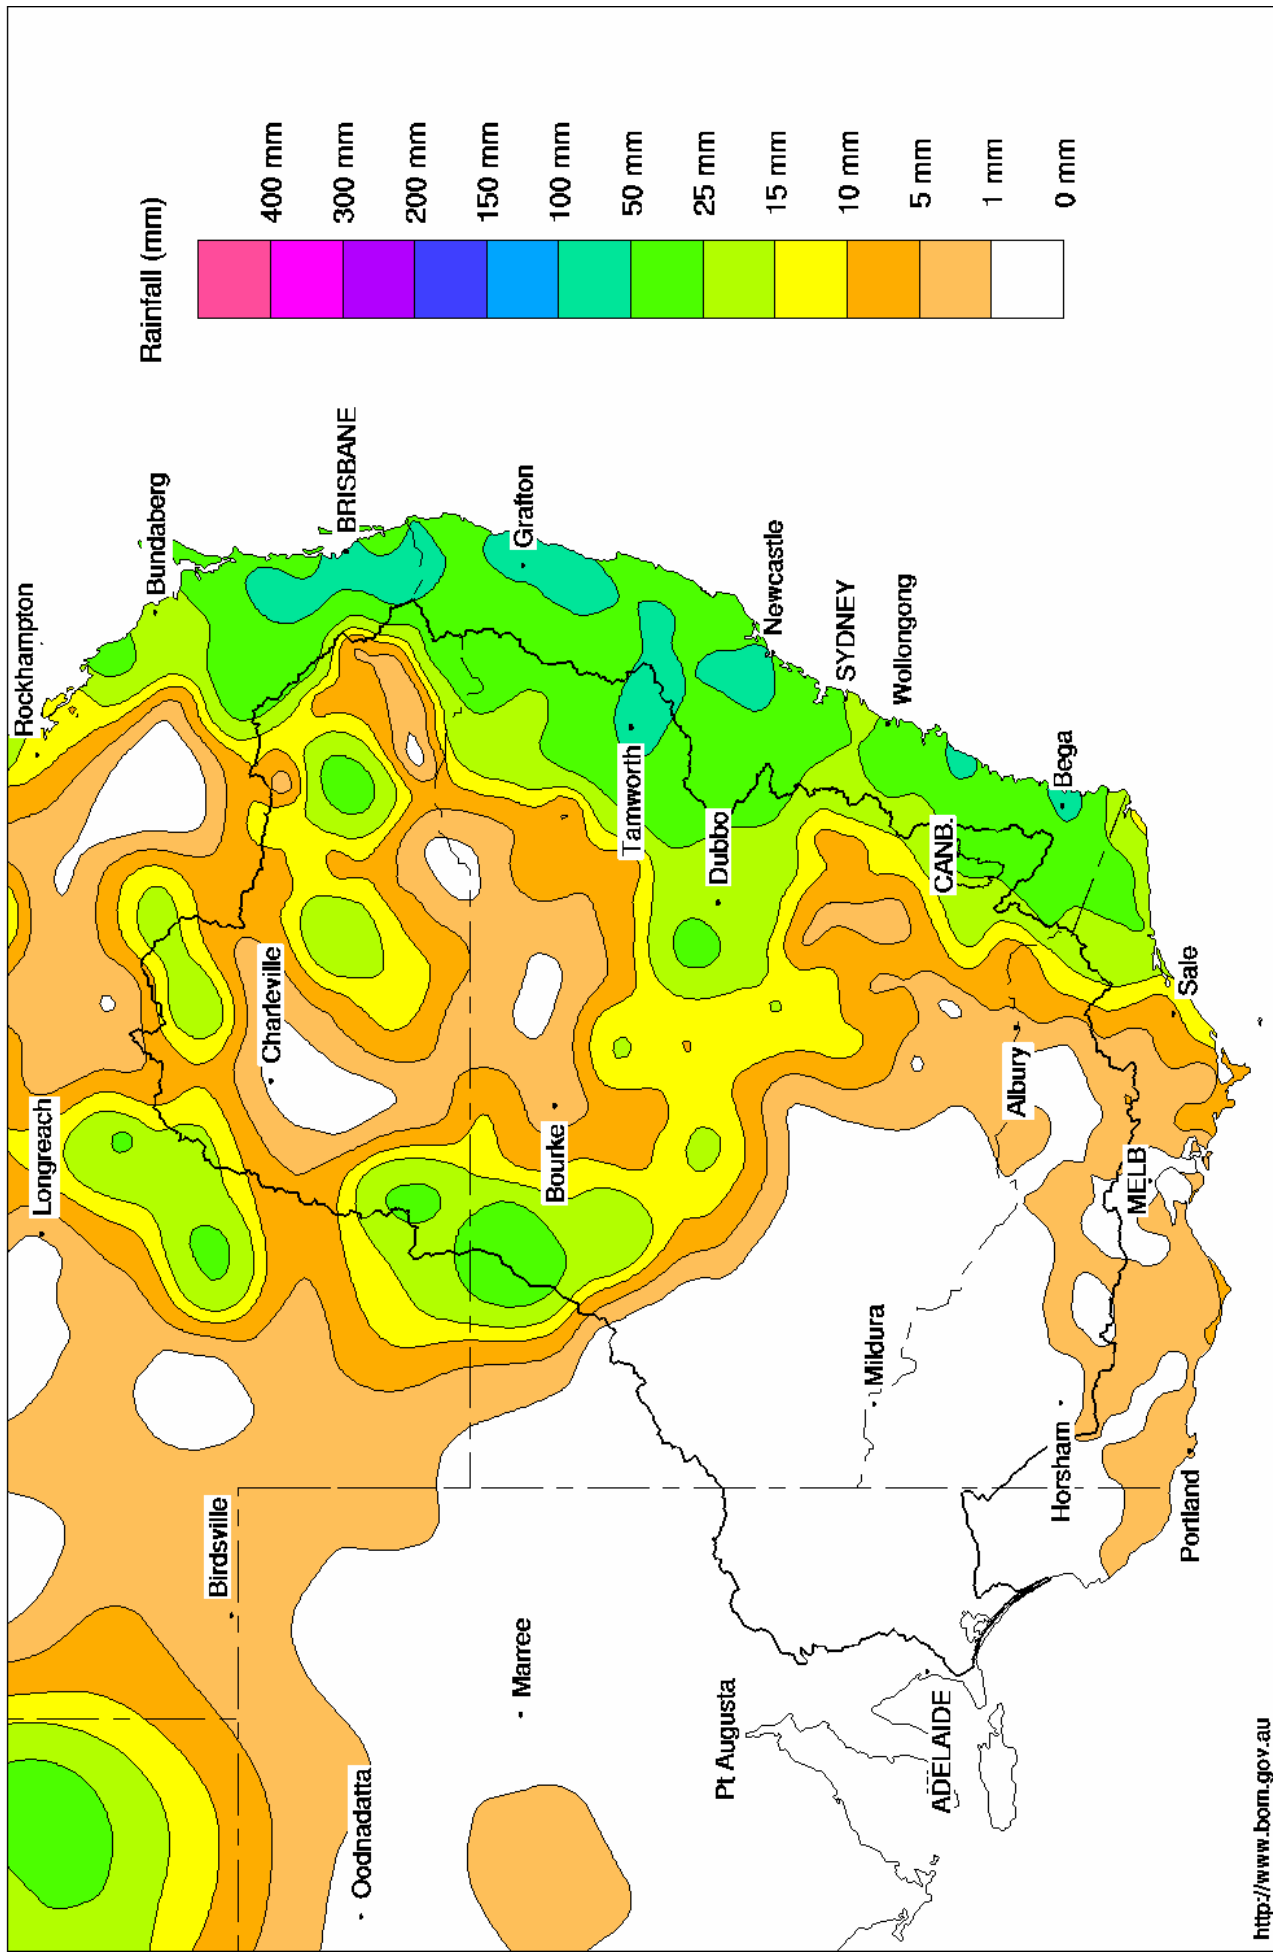 Rainfall (mm)
400 mm
300 mm
200 mm
150 mm
100 mm
50 mm
25 mm
15 mm
10 mm
5 mm
1 mm
0 mm
Rockhampton
Bundaberg
BRISBANE
Grafton
Newcastle
SYDNEY
Wollongong
Bega
Tamworth
Dubbo
CANB.
Charleville
Sale
Longreach
Bourke
Albury
MELB
Mildura
Horsham
Birdsville
Portland
Marree
Pt Augusta
ADELAIDE
Oodnadatta
http://www.bom.gov.au